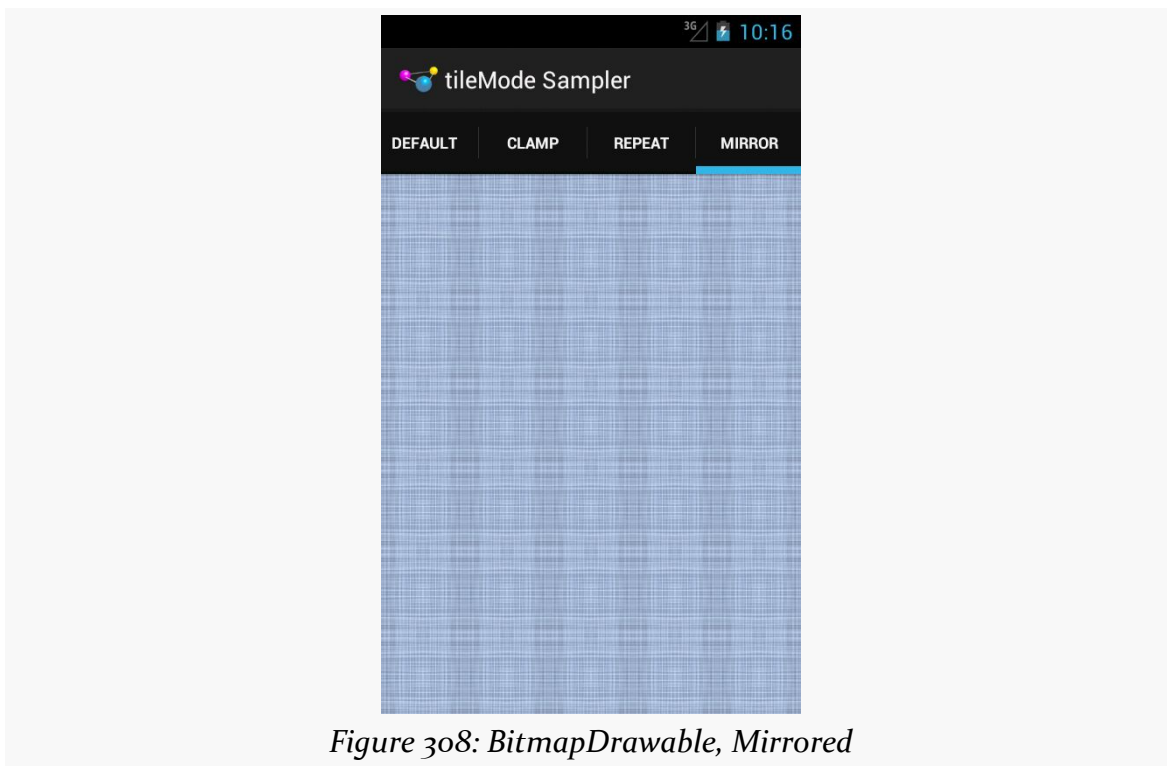 3G 10:16
tileMode Sampler
DEFAULT CLAMP REPEAT MIRROR
Figure 308: BitmapDrawable, Mirrored